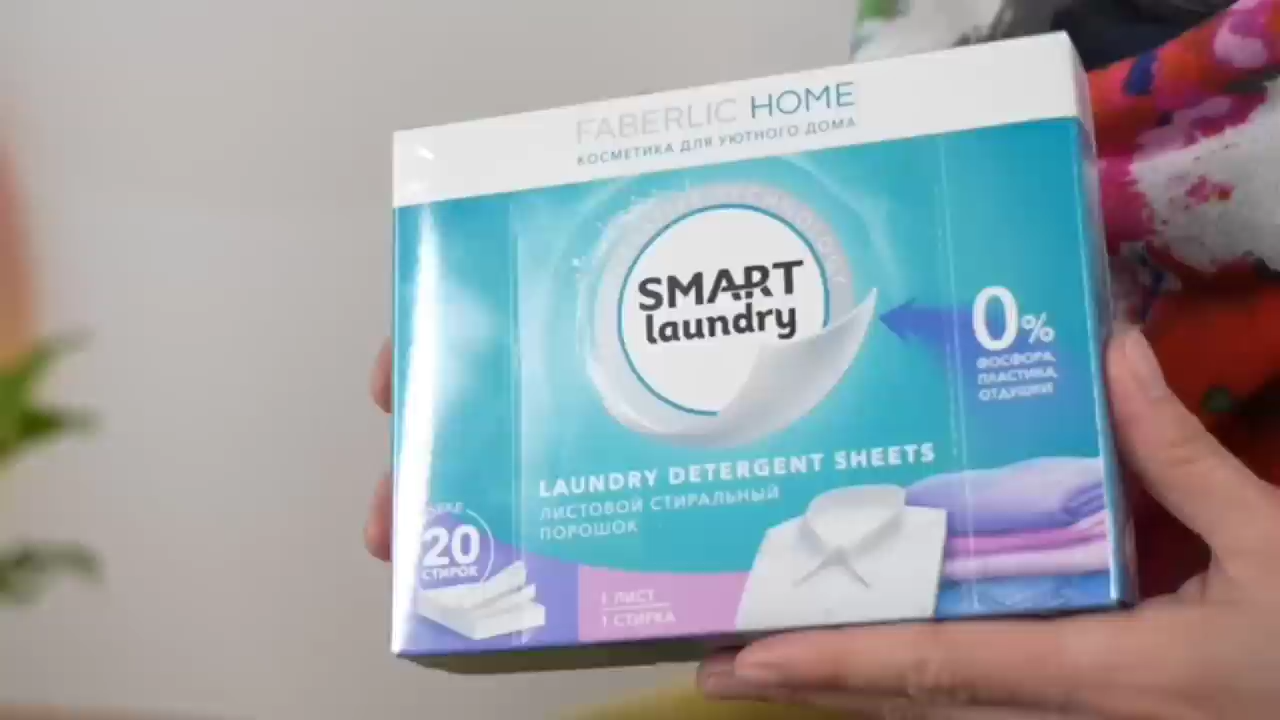 FABERLIC HOME
КОСМЕТИКА ДЛЯ УЮТНОГО ДОМА
SMART
laundry
0%
ФОСФОРА,
ПЛАСТИКА,
ОТДУШКИ
LAUNDRY DETERGENT SHEETS
ЛИСТОВОЙ СТИРАЛЬНЫЙ
ПОРОШОК
20
СТИРОК
1 ЛИСТ
1 СТИРКА